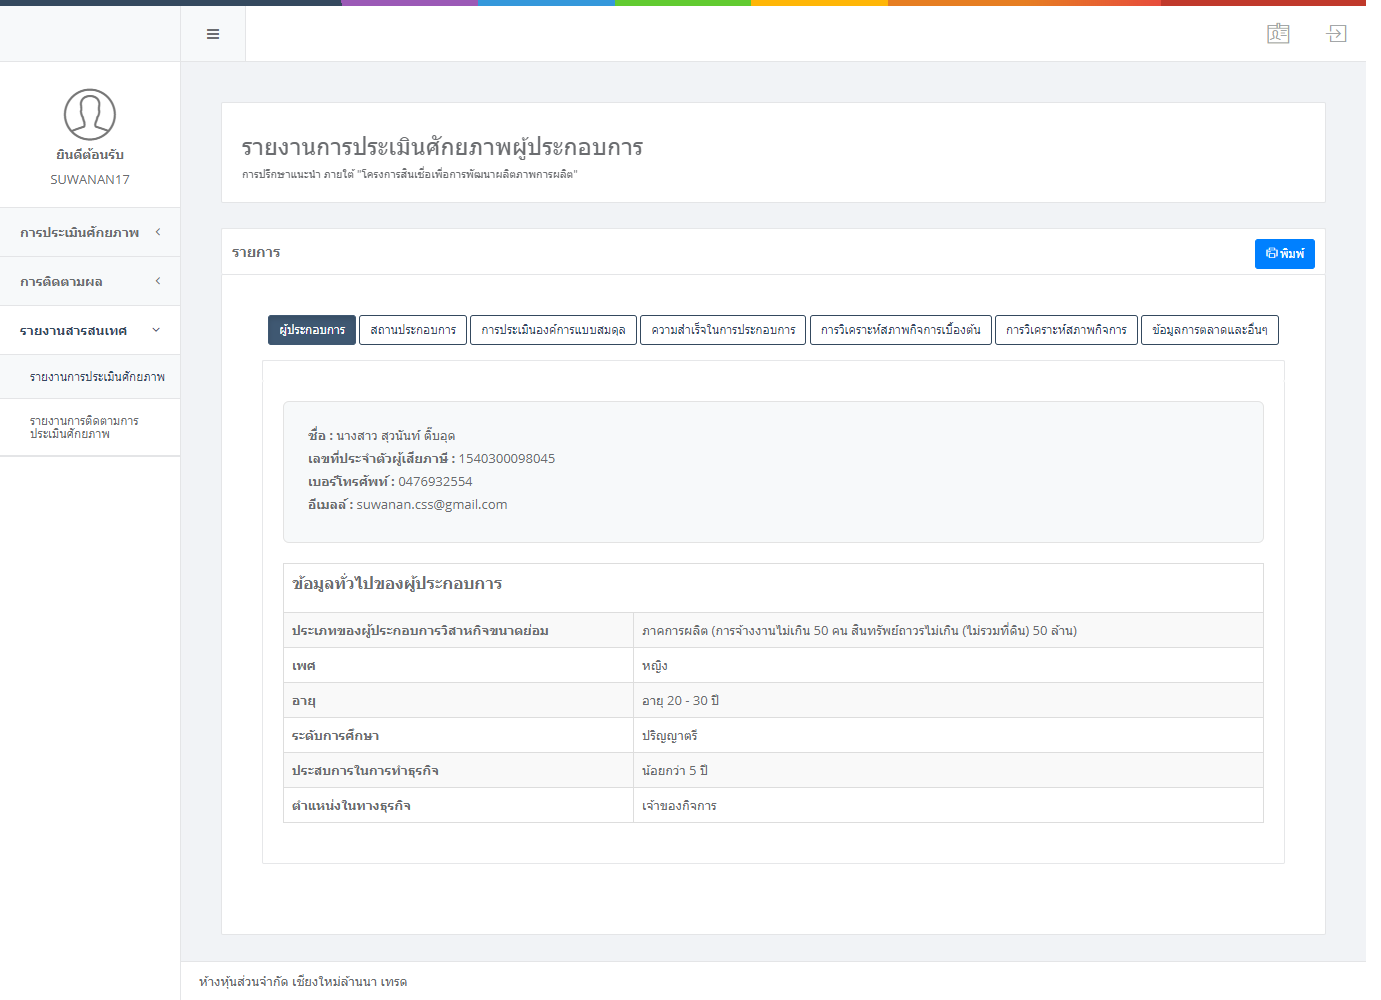 ยินดีต้อนรับ
SUWANAN17
การประเมินศักยภาพ
การติดตามผล
รายงานสารสนเทศ
รายงานการประเมินศักยภาพ
รายงานการติดตามการ
ประเมินศักยภาพ
รายงานการประเมินศักยภาพผู้ประกอบการ
การปรึกษาแนะนำ ภายใต้ "โครงการสินเชื่อเพื่อการพัฒนาผลิตภาพการผลิต"
รายการ
พิมพ์
ผู้ประกอบการ สถานประกอบการ การประเมินองค์การแบบสมดุล ความสำเร็จในการประกอบการ การวิเคราะห์สภาพกิจการเบื้องต้น การวิเคราะห์สภาพกิจการ ข้อมูลการตลาดและอื่นๆ
ชื่อ : นางสาว สุวนันท์ ติ๊บอุด
เลขที่ประจำตัวผู้เสียภาษี : 1540300098045
เบอร์โทรศัพท์ : 0476932554
อีเมลล์ : suwanan.css@gmail.com
ข้อมูลทั่วไปของผู้ประกอบการ
ประเภทของผู้ประกอบการวิสาหกิจขนาดย่อม ภาคการผลิต (การจ้างงานไม่เกิน 50 คน สินทรัพย์ถาวรไม่เกิน (ไม่รวมที่ดิน) 50 ล้าน)
เพศ หญิง
อายุ อายุ 20 - 30 ปี
ระดับการศึกษา ปริญญาตรี
ประสบการในการทำธุรกิจ น้อยกว่า 5 ปี
ตำแหน่งในทางธุรกิจ เจ้าของกิจการ
ห้างหุ้นส่วนจำกัด เชียงใหม่ล้านนา เทรด